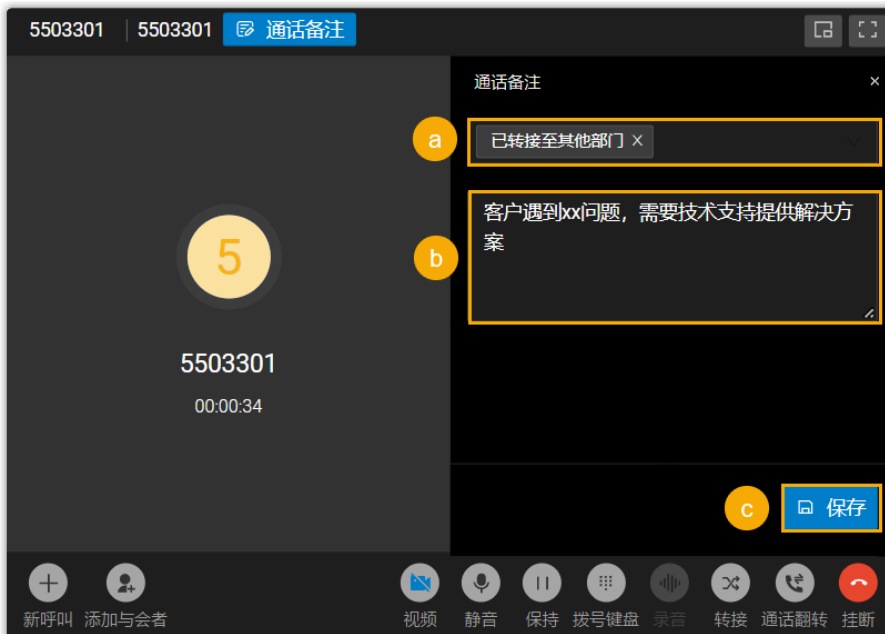 5503301 5503301 通话备注
通话备注
a
已转接至其他部门 X
b
客户遇到xx问题，需要技术支持提供解决方
案
5
5503301
00:00:34
c
保存
新呼叫 添加与会者 视频 静音 保持 拨号键盘 录音 转接 通话翻转 挂断